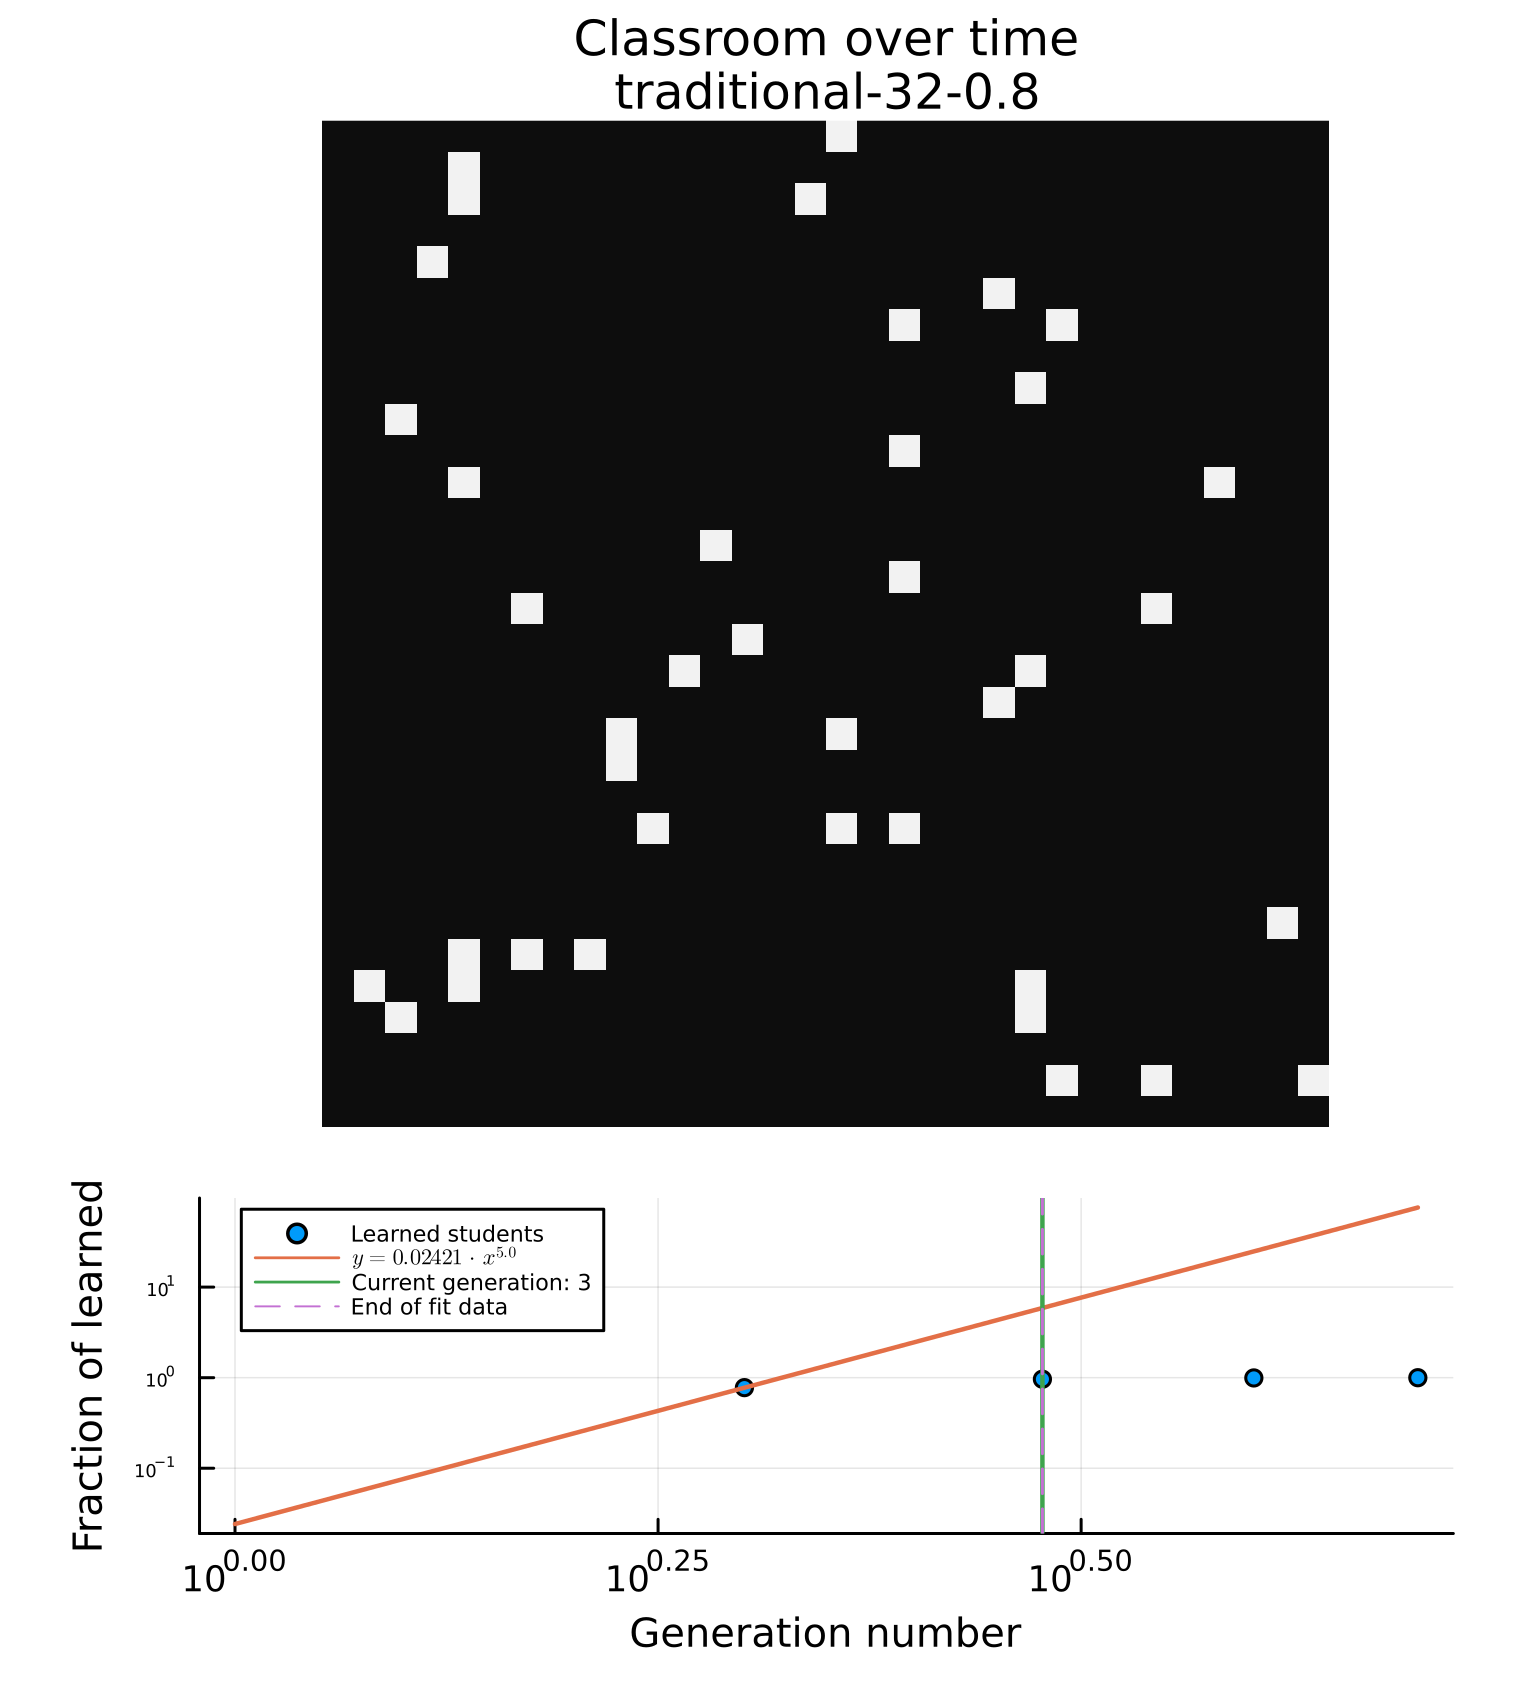 Classroom over time
traditional-32-0.8
Fraction of learned
Learned students
y = 0.02421 · x^5.0
Current generation: 3
End of fit data
10^1
10^0
10^−1
10^0.00
10^0.25
10^0.50
Generation number